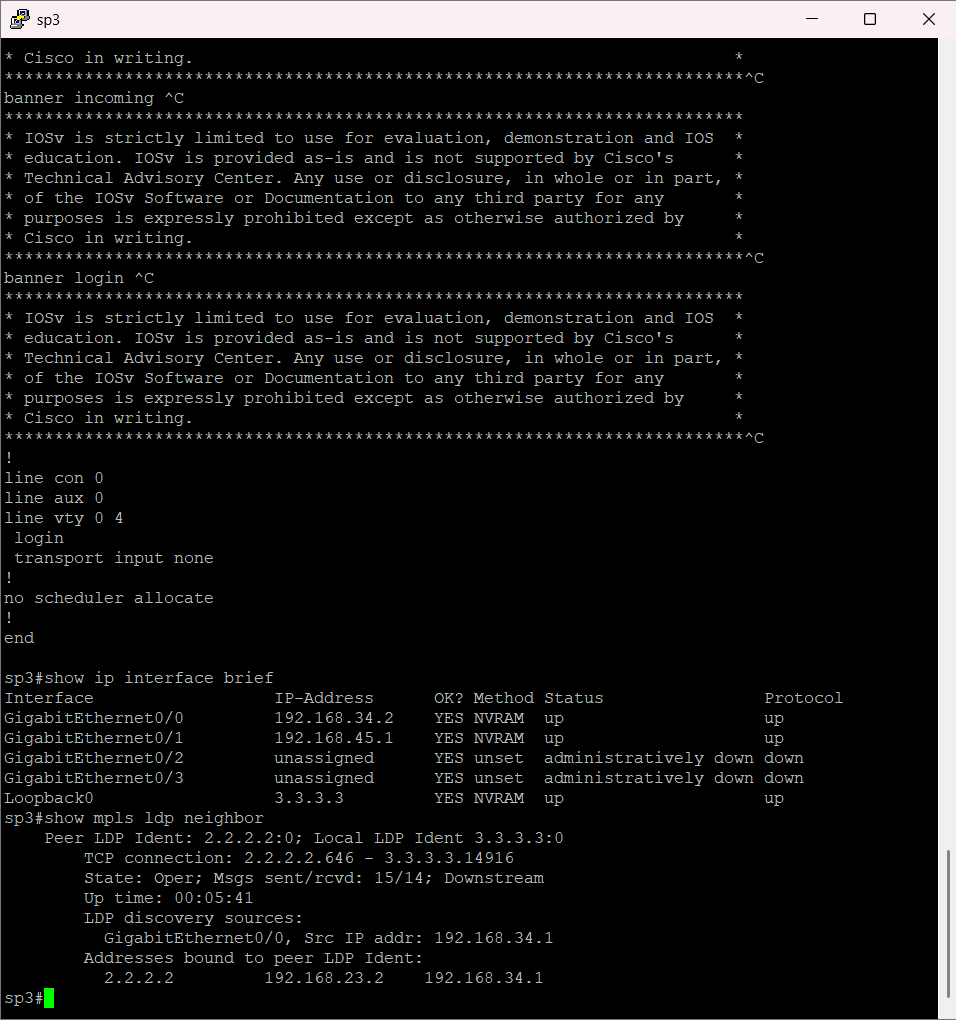 sp3
* Cisco in writing.                                                       *
**************************************************************************^C
banner incoming ^C
**************************************************************************
* IOSv is strictly limited to use for evaluation, demonstration and IOS  *
* education. IOSv is provided as-is and is not supported by Cisco's      *
* Technical Advisory Center. Any use or disclosure, in whole or in part, *
* of the IOSv Software or Documentation to any third party for any       *
* purposes is expressly prohibited except as otherwise authorized by     *
* Cisco in writing.                                                      *
**************************************************************************^C
banner login ^C
**************************************************************************
* IOSv is strictly limited to use for evaluation, demonstration and IOS  *
* education. IOSv is provided as-is and is not supported by Cisco's      *
* Technical Advisory Center. Any use or disclosure, in whole or in part, *
* of the IOSv Software or Documentation to any third party for any       *
* purposes is expressly prohibited except as otherwise authorized by     *
* Cisco in writing.                                                      *
**************************************************************************^C
!
line con 0
line aux 0
line vty 0 4
 login
 transport input none
!
no scheduler allocate
!
end
sp3#show ip interface brief
Interface                  IP-Address      OK? Method Status                Protocol
GigabitEthernet0/0         192.168.34.2    YES NVRAM  up                    up
GigabitEthernet0/1         192.168.45.1    YES NVRAM  up                    up
GigabitEthernet0/2         unassigned      YES unset  administratively down down
GigabitEthernet0/3         unassigned      YES unset  administratively down down
Loopback0                  3.3.3.3         YES NVRAM  up                    up
sp3#show mpls ldp neighbor
    Peer LDP Ident: 2.2.2.2:0; Local LDP Ident 3.3.3.3:0
        TCP connection: 2.2.2.2.646 - 3.3.3.3.14916
        State: Oper; Msgs sent/rcvd: 15/14; Downstream
        Up time: 00:05:41
        LDP discovery sources:
          GigabitEthernet0/0, Src IP addr: 192.168.34.1
        Addresses bound to peer LDP Ident:
          2.2.2.2         192.168.23.2    192.168.34.1
sp3#